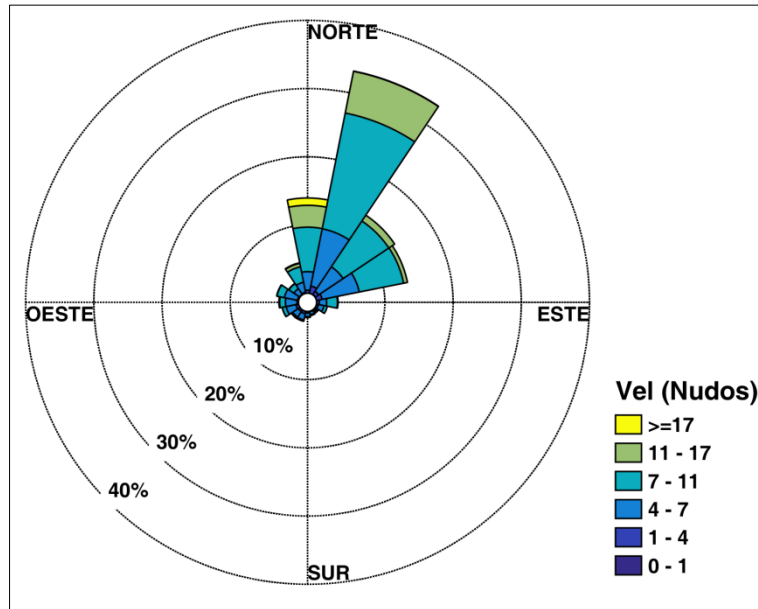 NORTE
OESTE
ESTE
10%
20%
30%
40%
SUR
Vel (Nudos)
>=17
11 - 17
7 - 11
4 - 7
1 - 4
0 - 1